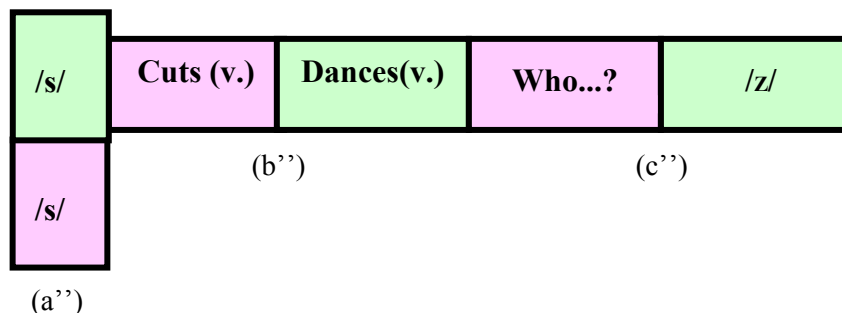 /s/ Cuts (v.) Dances(v.) Who...? /z/
(b’’) (c’’)
/s/
(a’’)